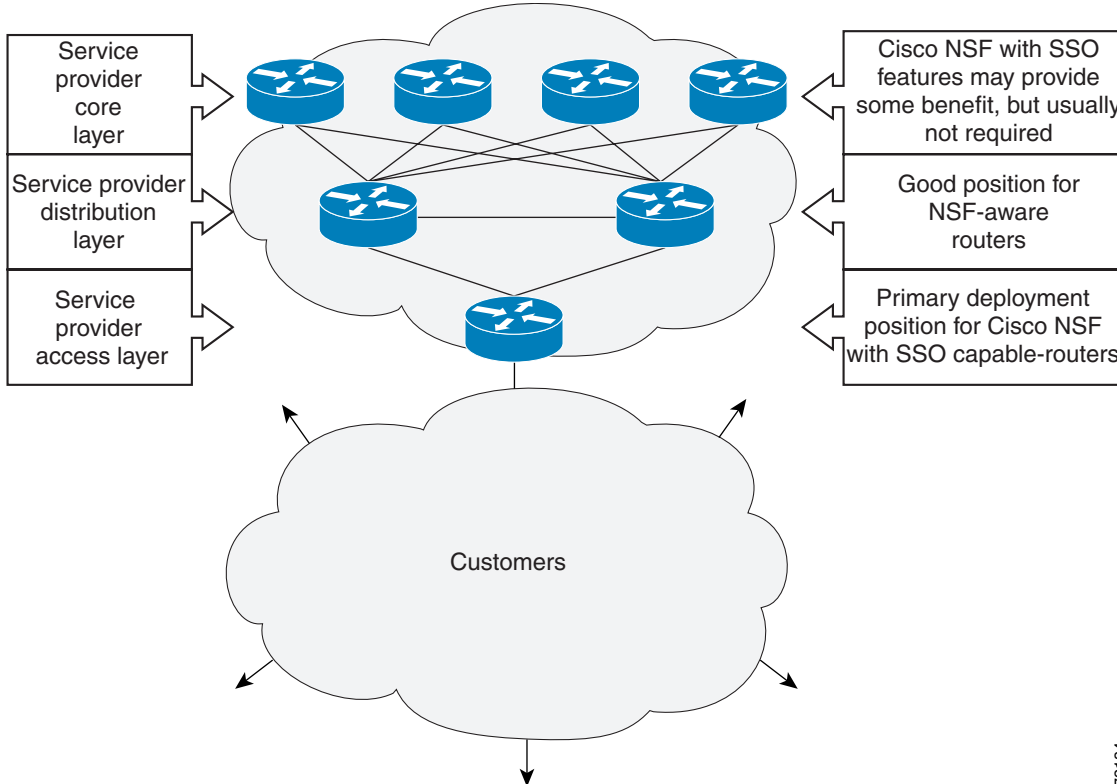 Service
provider
core
layer
Cisco NSF with SSO
features may provide
some benefit, but usually
not required
Service provider
distribution
layer
Good position for
NSF-aware
routers
Service
provider
access layer
Primary deployment
position for Cisco NSF
with SSO capable-routers
Customers